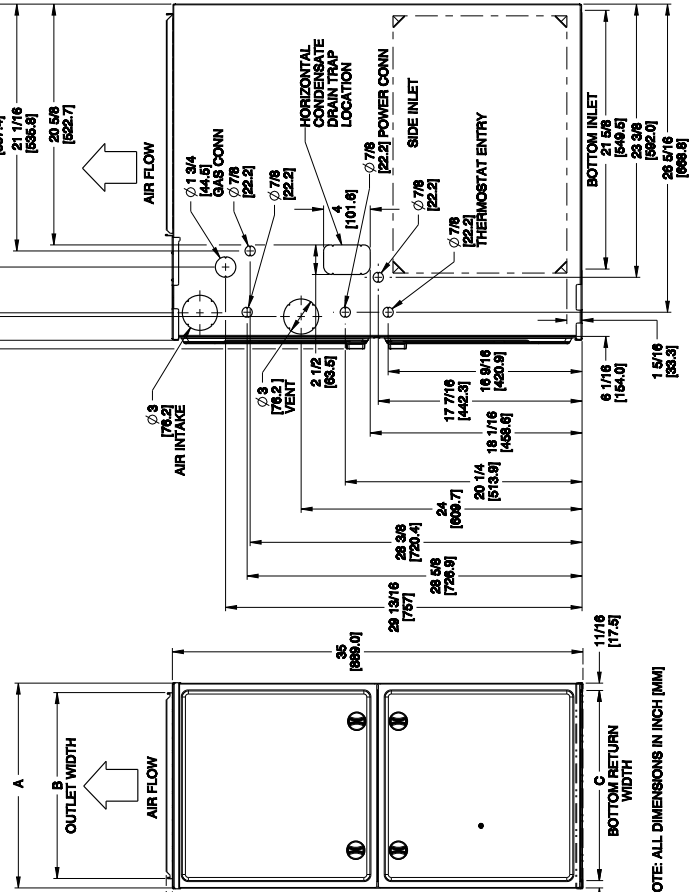 21 1/16
[535.8]
20 5/8
[522.7]
AIR FLOW
Ø 1 3/4
[44.5]
GAS CONN
Ø 7/8
[22.2]
Ø 7/8
[22.2]
HORIZONTAL
CONDENSATE
DRAIN TRAP
LOCATION
4
[101.6]
Ø 7/8
[22.2] POWER CONN
SIDE INLET
Ø 7/8
[22.2]
Ø 7/8
[22.2]
THERMOSTAT ENTRY
BOTTOM INLET
21 5/8
[549.5]
23 3/8
[592.0]
26 5/16
[668.8]
Ø 3
[76.2]
AIR INTAKE
Ø 3
[76.2 ]
VENT
2 1/2
[63.5]
16 9/16
[420.9]
17 7/16
[442.3]
18 1/16
[458.6]
20 1/4
[513.9]
24
[609.7]
28 3/8
[720.4]
28 5/8
[726.9]
29 13/16
[757]
6 1/16
[154.0]
1 5/16
[33.3]
A
B
OUTLET WIDTH
AIR FLOW
35
[889.0]
11/16
[17.5]
C
BOTTOM RETURN
WIDTH
OTE: ALL DIMENSIONS IN INCH [MM]